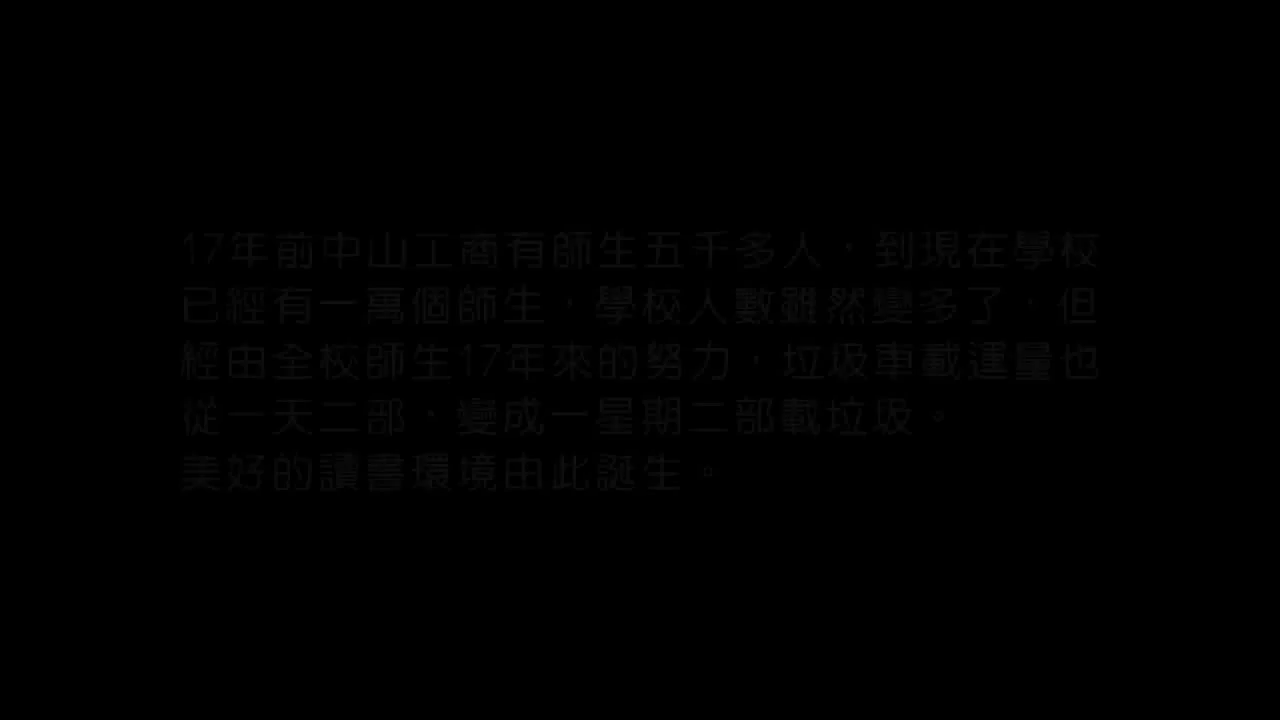 17年前中山工商有師生五千多人，到現在學校
已經有一萬個師生，學校人數雖然變多了，但
經由全校師生17年來的努力，垃圾車載運量也
從一天二部、變成一星期二部載垃圾。
美好的讀書環境由此誕生。